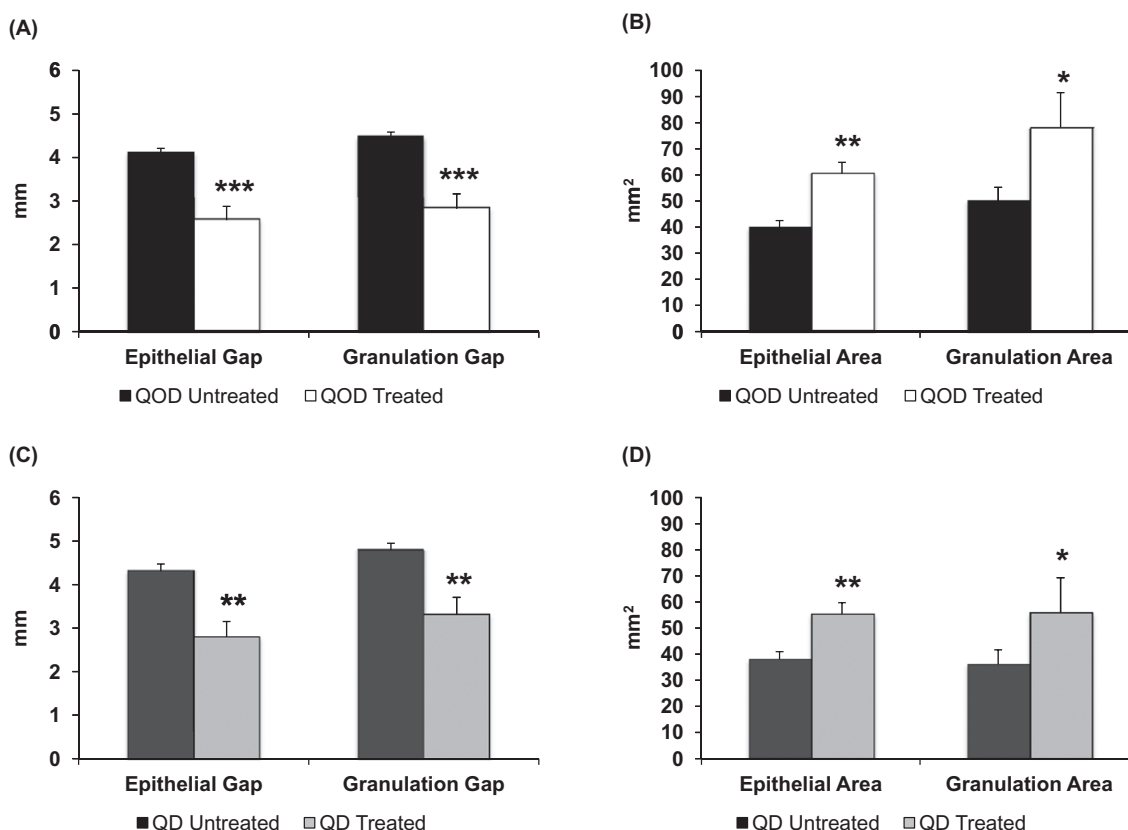 (A)
6
5
4
3
2
1
0
mm
***
***
Epithelial Gap Granulation Gap
QOD Untreated QOD Treated
(B)
100
90
80
70
60
50
40
30
20
10
0
mm²
**
*
Epithelial Area Granulation Area
QOD Untreated QOD Treated
(C)
6
5
4
3
2
1
0
mm
**
**
Epithelial Gap Granulation Gap
QD Untreated QD Treated
(D)
100
90
80
70
60
50
40
30
20
10
0
mm²
**
*
Epithelial Area Granulation Area
QD Untreated QD Treated